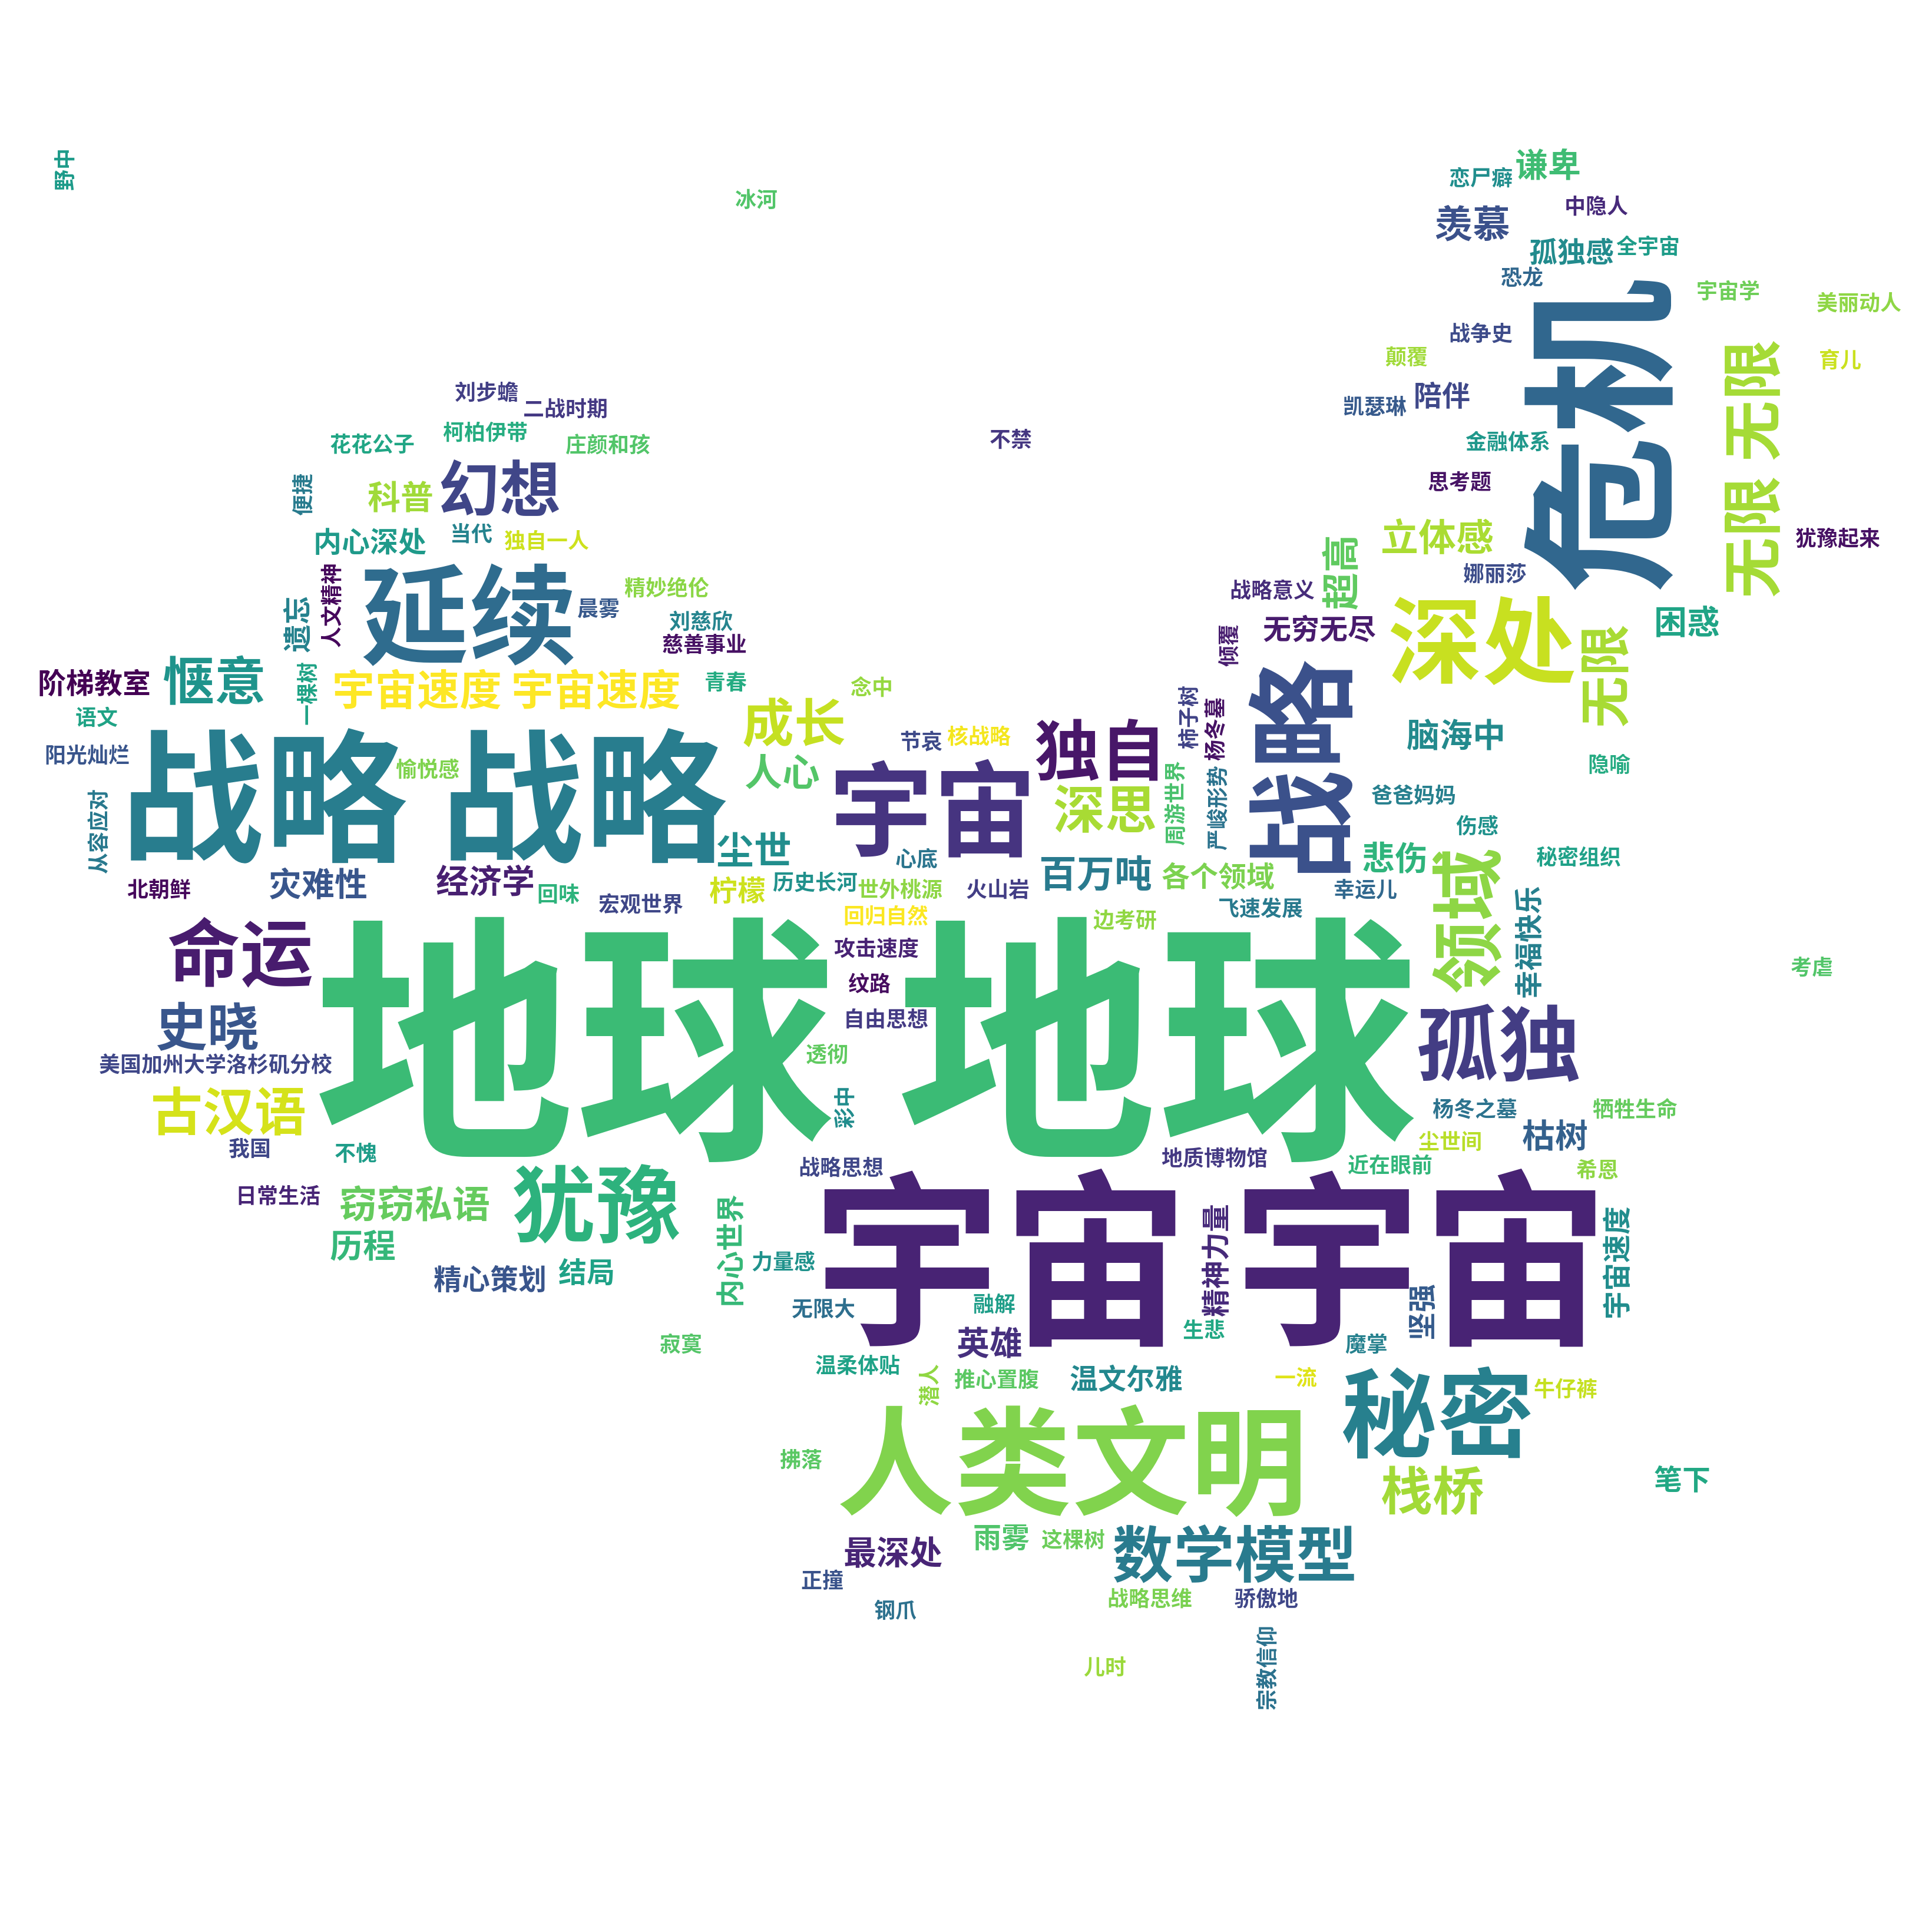 野中
恋尸癖
谦卑
冰河
中隐人
羡慕
孤独感
全宇宙
恐龙
宇宙学
美丽动人
战争史
颠覆
育儿
危机
无限 无限
刘步蟾
二战时期
陪伴
凯瑟琳
花花公子
柯柏伊带
庄颜和孩
不禁
金融体系
幻想
科普
便捷
思考题
内心深处
当代
独自一人
立体感
犹豫起来
超高
延续
人文精神
精妙绝伦
娜丽莎
战略意义
遗忘
晨雾
刘慈欣
深处
困惑
无穷无尽
慈善事业
倾覆
无限
阶梯教室
惬意
一棵树
宇宙速度 宇宙速度
青春
念中
语文
成长
柿子树
杨冬墓
战略
脑海中
阳光灿烂
战略 战略
愉悦感
节哀
核战略
独自
隐喻
人心
宇宙
深思
周游世界
严峻形势
爸爸妈妈
从容应对
尘世
伤感
心底
悲伤
秘密组织
北朝鲜
灾难性
经济学
回味
柠檬
历史长河
世外桃源
火山岩
百万吨
各个领域
幸运儿
领域
宏观世界
回归自然
边考研
飞速发展
幸福快乐
命运
地球 地球
攻击速度
考虐
纹路
史晓
自由思想
孤独
美国加州大学洛杉矶分校
透彻
古汉语
彩中
杨冬之墓
牺牲生命
我国
不愧
尘世间
枯树
战略思想
地质博物馆
近在眼前
希恩
日常生活
窃窃私语
犹豫
宇宙 宇宙
历程
内心世界
精神力量
宇宙速度
精心策划
结局
力量感
无限大
融解
坚强
寂寞
英雄
生悲
魔掌
温柔体贴
潜人
推心置腹
温文尔雅
一流
秘密
牛仔裤
人类文明
拂落
栈桥
笔下
最深处
雨雾
这棵树
数学模型
正撞
钢爪
战略思维
骄傲地
儿时
宗教信仰